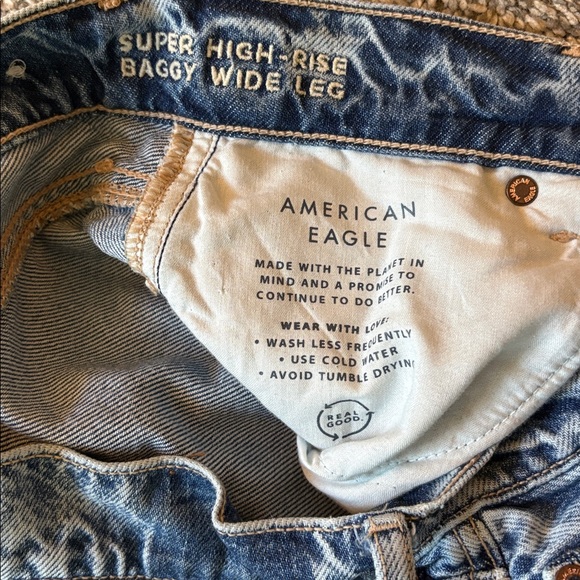 SUPER HIGH-RISE
BAGGY WIDE LEG
AMERICAN
EAGLE
MADE WITH THE PLANET IN
MIND AND A PROMISE TO
CONTINUE TO DO BETTER.
WEAR WITH LOVE:
• WASH LESS FREQUENTLY
• USE COLD WATER
• AVOID TUMBLE DRYING
REAL
GOOD.
AMERICAN